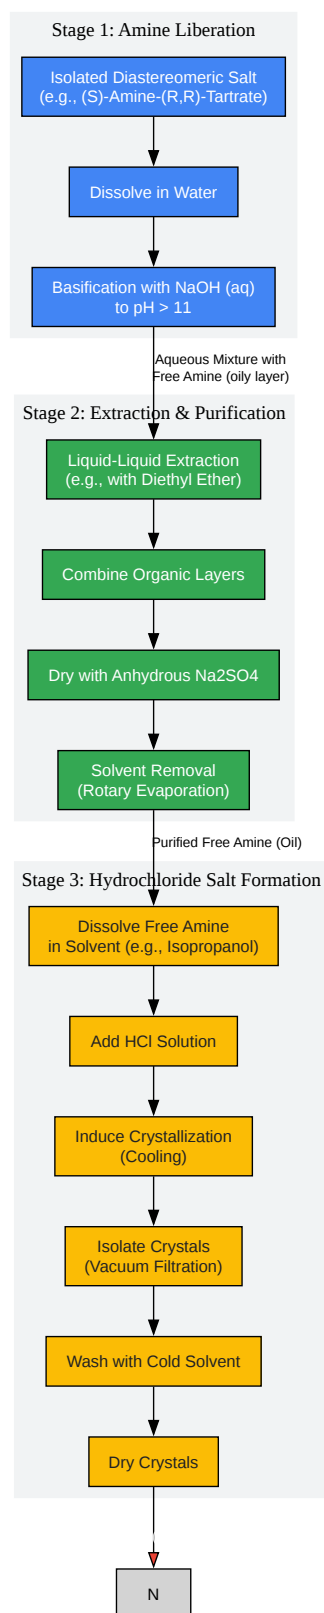 Stage 1: Amine Liberation
Isolated Diastereomeric Salt
(e.g., (S)-Amine-(R,R)-Tartrate)
Dissolve in Water
Basification with NaOH (aq)
to pH > 11
Aqueous Mixture with
Free Amine (oily layer)
Stage 2: Extraction & Purification
Liquid-Liquid Extraction
(e.g., with Diethyl Ether)
Combine Organic Layers
Dry with Anhydrous Na2SO4
Solvent Removal
(Rotary Evaporation)
Purified Free Amine (Oil)
Stage 3: Hydrochloride Salt Formation
Dissolve Free Amine
in Solvent (e.g., Isopropanol)
Add HCl Solution
Induce Crystallization
(Cooling)
Isolate Crystals
(Vacuum Filtration)
Wash with Cold Solvent
Dry Crystals
N